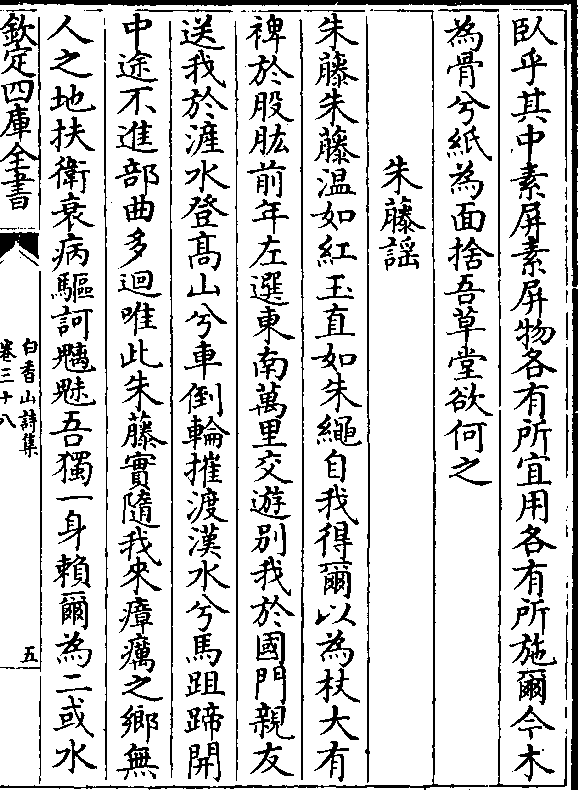 臥乎其中素屏素屏物各有所宜用各有所施爾今木
為骨兮紙為面捨吾草堂欲何之
朱藤謡
朱藤朱藤温如紅玉直如朱繩自我得爾以為杖大有
裨於股肱前年左選東南萬里交遊別我於國門親友
送我於滻水登髙山兮車倒輪摧渡漢水兮馬跙蹄開
中途不進部曲多迴唯此朱藤實隨我來瘴癘之鄉無
人之地扶衛衰病驅訶魑魅吾獨一身賴爾為二或水
欽定四庫全書
白香山詩集
卷三十八
五